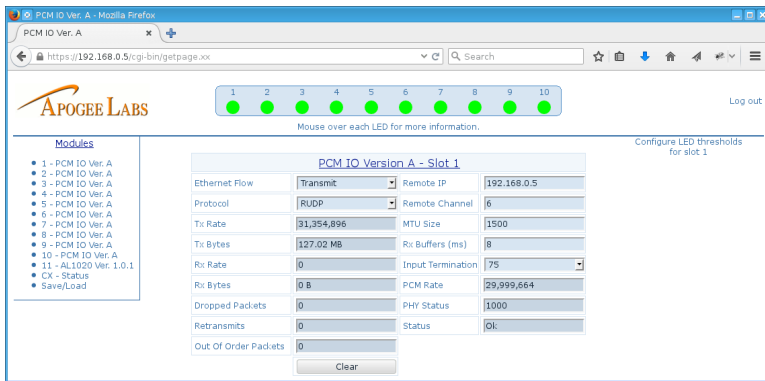 PCM IO Ver. A - Mozilla Firefox
PCM IO Ver. A
https://192.168.0.5/cgi-bin/getpage.xx
Search
APOGEE LABS
1 2 3 4 5 6 7 8 9 10
Mouse over each LED for more information.
Log out
Modules
1 - PCM IO Ver. A
2 - PCM IO Ver. A
3 - PCM IO Ver. A
4 - PCM IO Ver. A
5 - PCM IO Ver. A
6 - PCM IO Ver. A
7 - PCM IO Ver. A
8 - PCM IO Ver. A
9 - PCM IO Ver. A
10 - PCM IO Ver. A
11 - AL1020 Ver. 1.0.1
CX - Status
Save/Load
Configure LED thresholds
for slot 1
PCM IO Version A - Slot 1
Ethernet Flow Transmit Remote IP 192.168.0.5
Protocol RUDP Remote Channel 6
Tx Rate 31,354,896 MTU Size 1500
Tx Bytes 127.02 MB Rx Buffers (ms) 8
Rx Rate 0 Input Termination 75
Rx Bytes 0 B PCM Rate 29,999,664
Dropped Packets 0 PHY Status 1000
Retransmits 0 Status Ok
Out Of Order Packets 0
Clear